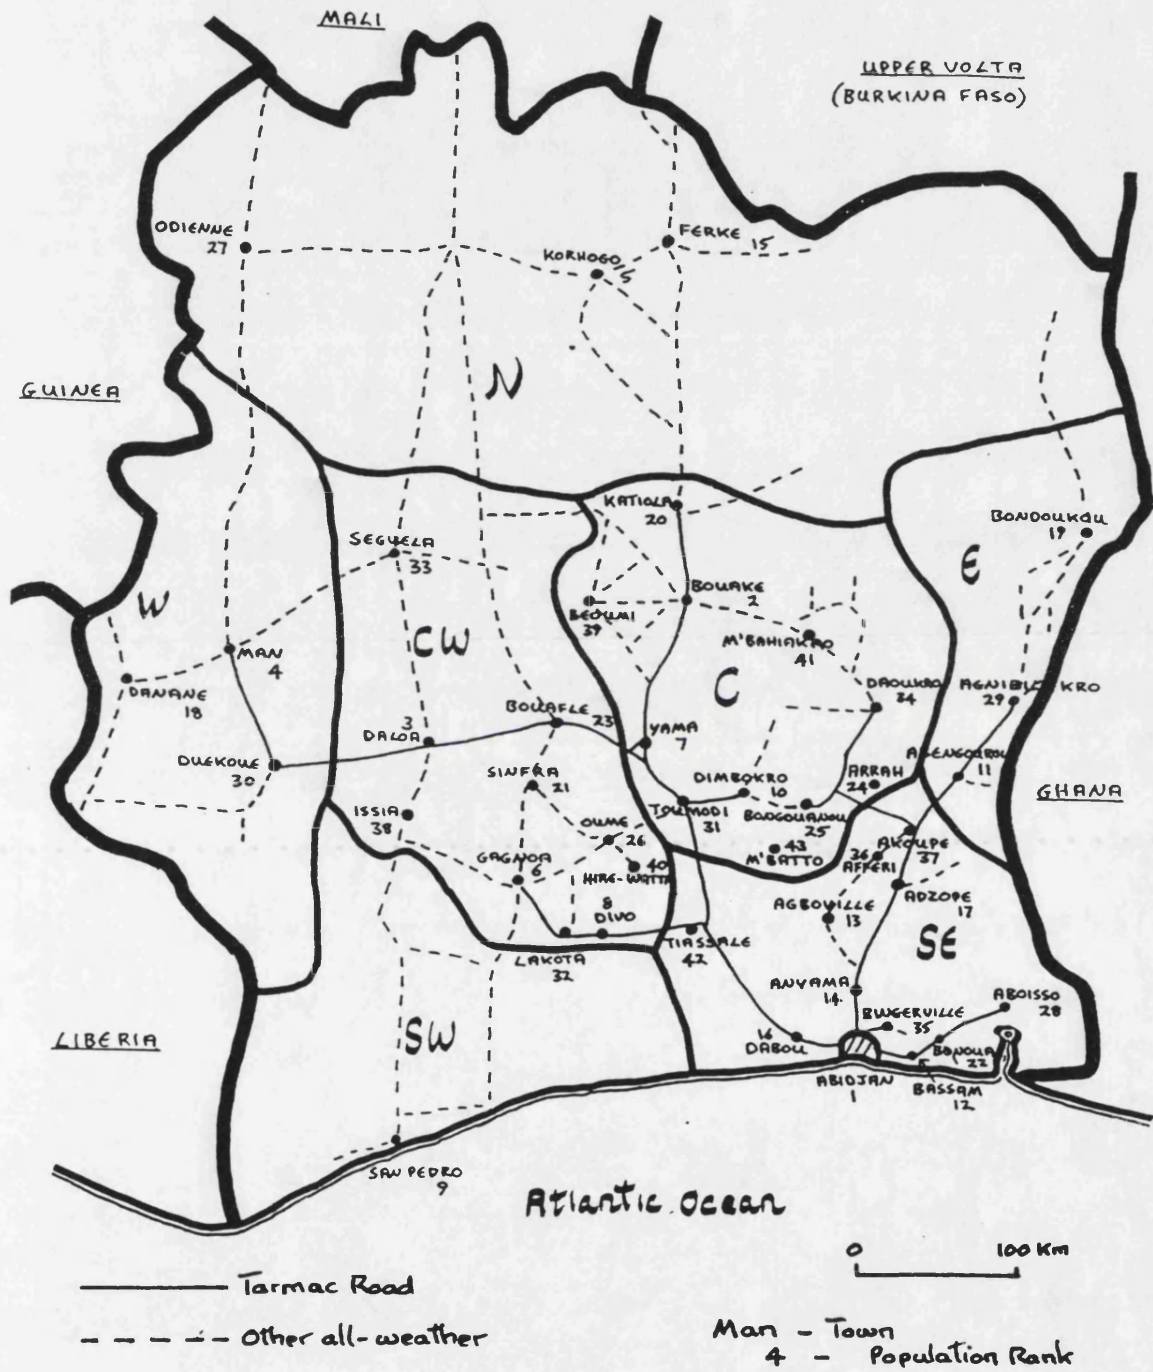 MALI
UPPER VOLTA
(BURKINA FASO)
ODIENNE
27
FERKE 15
KORHOGO
5
GUINEA
N
KATIOLA
20
BONDOUKOU
19
SEGUELA
33
E
W
BOUAKE
2
BEOUMI
39
CW
M'BAHIAKRO
41
MAN
4
C
DANANE
18
DAOUKRO
34
AGNIBILEKRO
29
BOUAFLE 23
3
DALOA
YAMA
7
DUEKOUE
30
SINFRA
21
DIMBOKRO
10
ARRAH
24
ABENGOUROU
11
GHANA
ISSIA
38
TOUMODI
31
BONGOUANOU
25
OUME
26
43
M'BATTO
AKOUPE
37
36
AFFERI
GAGNOA
6
40
HIRE-WATTA
ADZOPE
17
AGBOVILLE
13
8
DIVO
SE
TIASSALE
42
LAKOTA
32
ANYAMA
14
ABOISSO
28
BINGERVILLE
35
LIBERIA
SW
16
DABOU
BONOUA
22
ABIDJAN
1
BASSAM
12
SAN PEDRO
9
Atlantic Ocean
0 100 Km
Tarmac Road
Other all-weather
Man - Town
4 - Population Rank